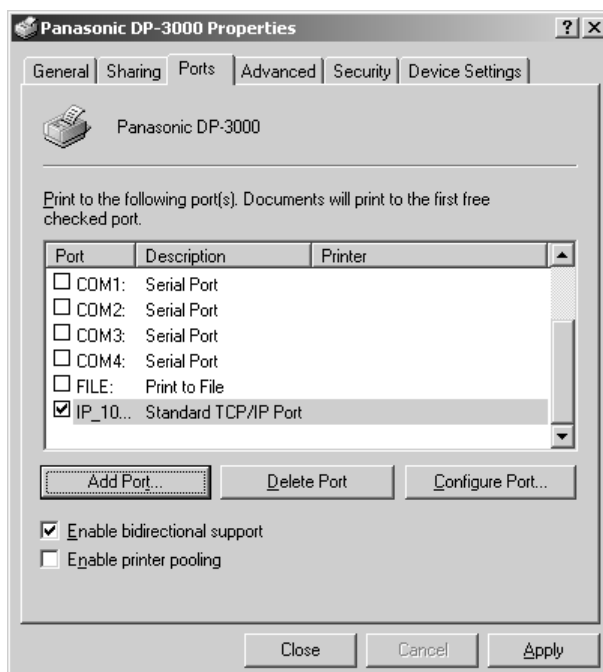 Panasonic DP-3000 Properties
General Sharing Ports Advanced Security Device Settings
Panasonic DP-3000
Print to the following port(s). Documents will print to the first free
checked port.
Port Description Printer
COM1: Serial Port
COM2: Serial Port
COM3: Serial Port
COM4: Serial Port
FILE: Print to File
IP_10... Standard TCP/IP Port
Add Port... Delete Port Configure Port...
Enable bidirectional support
Enable printer pooling
Close Cancel Apply